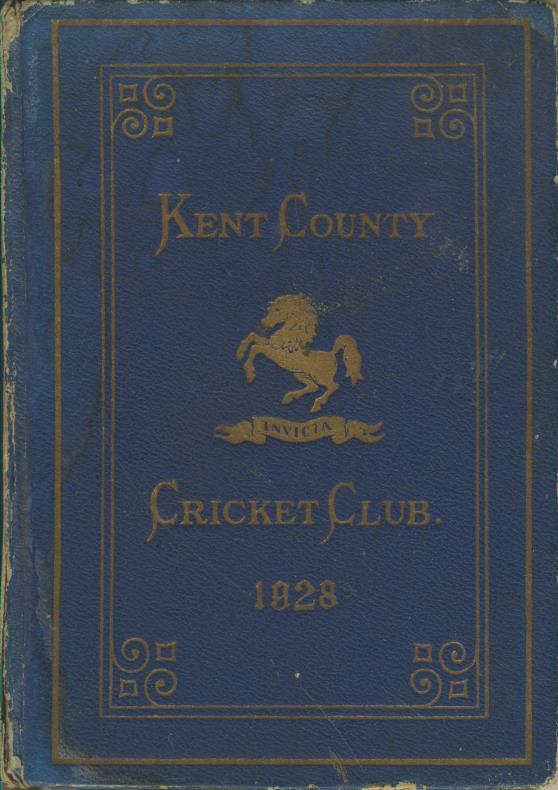 KENT COUNTY
INVICTA
CRICKET CLUB.
1928